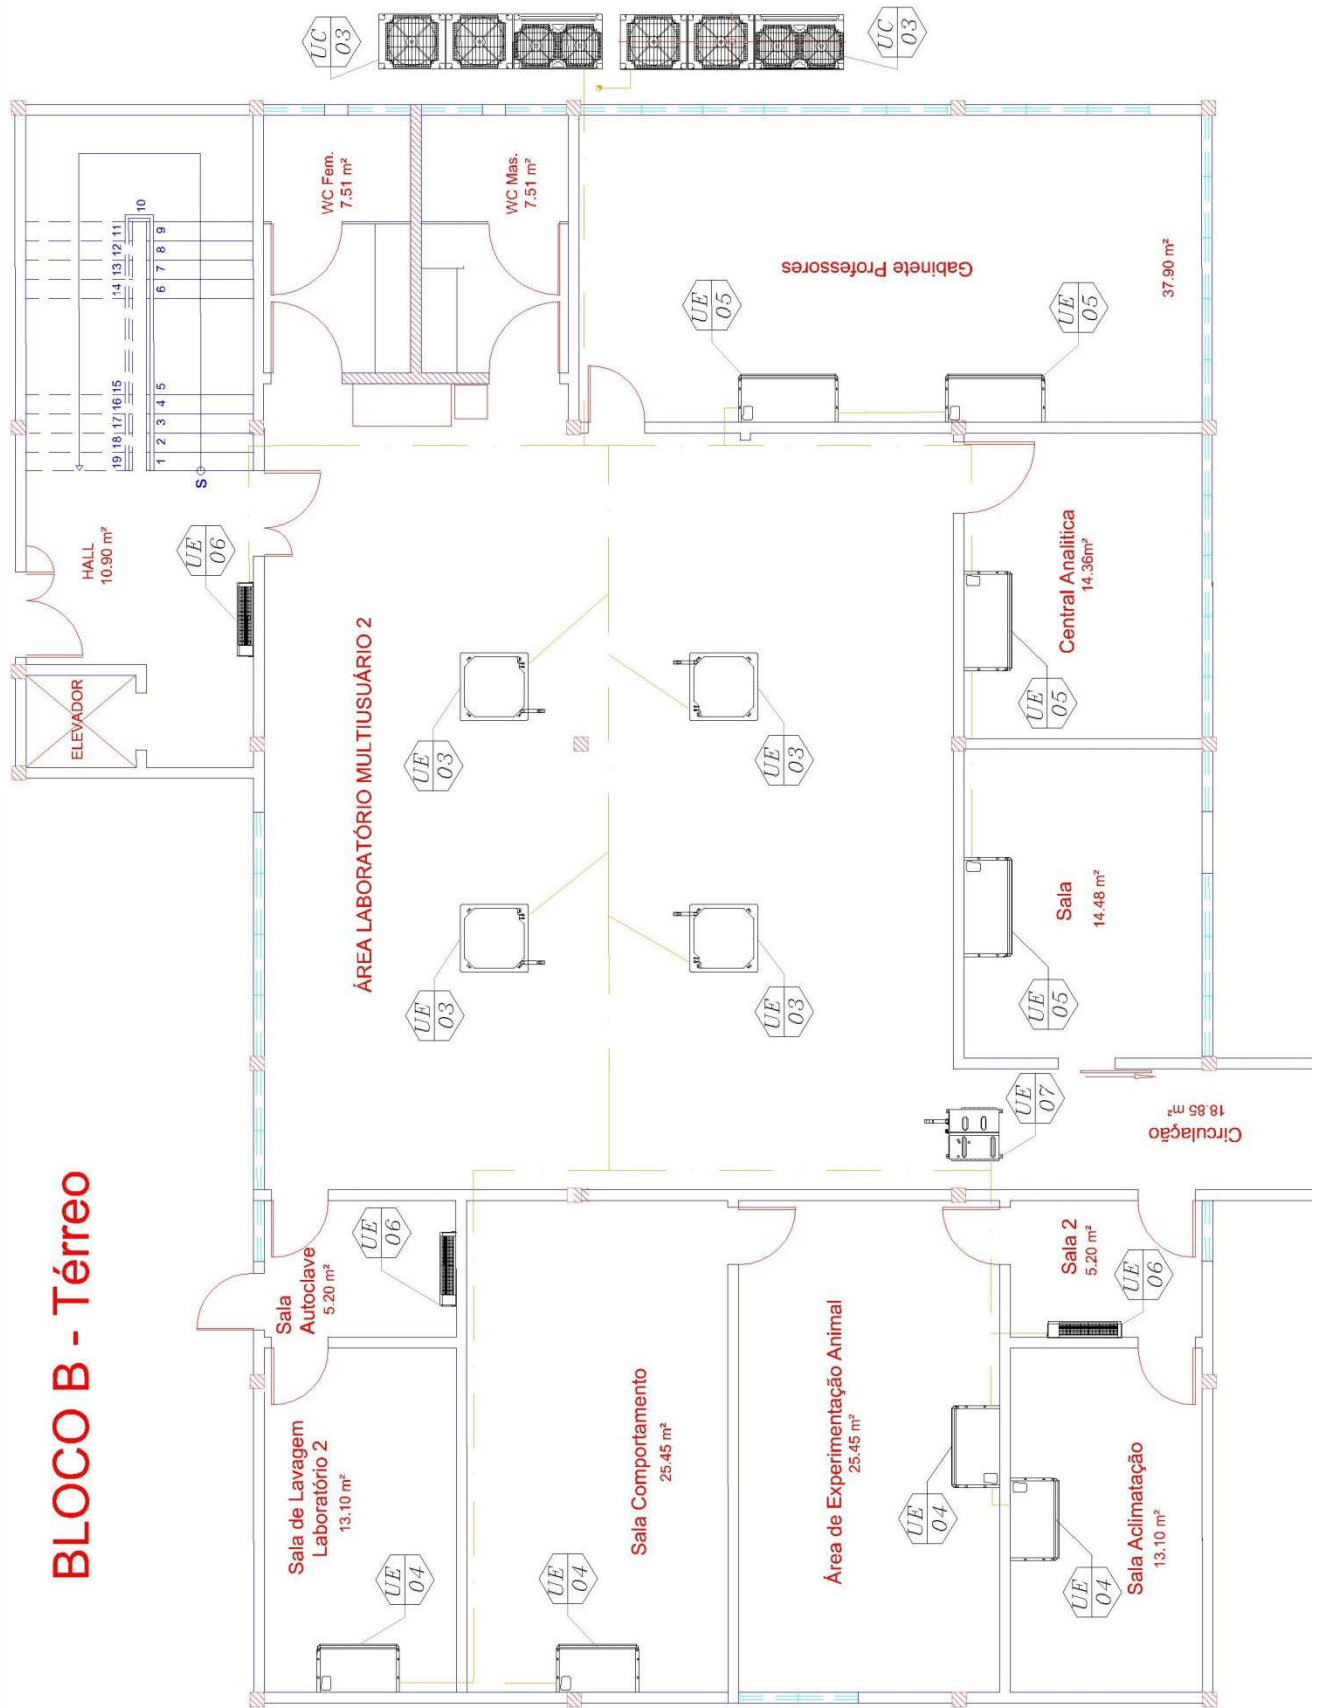 BLOCO B - Térreo
UC
03
UC
03
HALL
10.90 m²
ELEVADOR
S
1
2
3
4
5
6
7
8
9
10
11
12
13
14
15
16
17
18
19
WC Fem.
7.51 m²
WC Mas.
7.51 m²
Gabinete Professores
37.90 m²
UE
05
UE
05
UE
06
ÁREA LABORATÓRIO MULTIUSUÁRIO 2
UE
03
UE
03
UE
03
UE
03
Central Analitica
14.36m²
UE
05
Sala
14.48 m²
UE
05
UE
07
Circulação
18.85 m²
Sala
Autoclave
5.20 m²
UE
06
Sala 2
5.20 m²
UE
06
Sala de Lavagem
Laboratório 2
13.10 m²
UE
04
Sala Comportamento
25.45 m²
UE
04
Área de Experimentação Animal
25.45 m²
UE
04
Sala Aclimatação
13.10 m²
UE
04